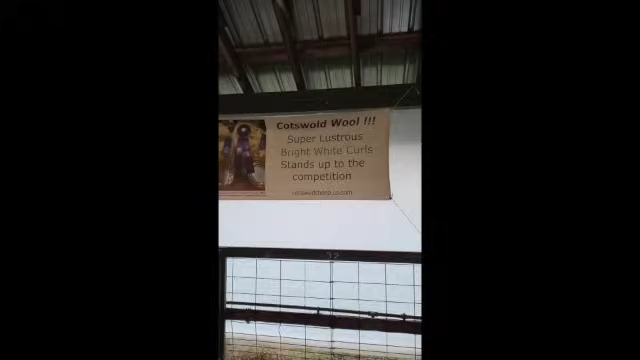 Cotswold Wool !!!
Super Lustrous
Bright White Curls
Stands up to the
competition